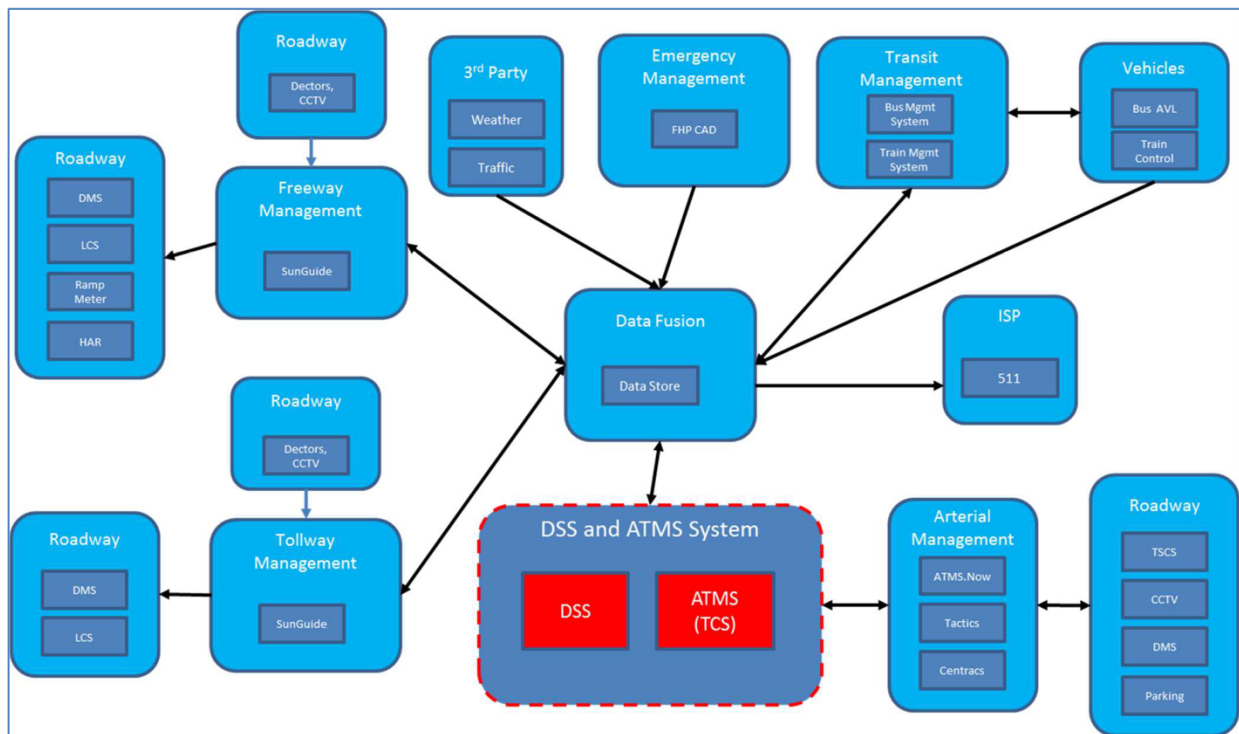 Roadway
Dectors,
CCTV
3rd Party
Weather
Traffic
Emergency
Management
FHP CAD
Transit
Management
Bus Mgmt
System
Train Mgmt
System
Vehicles
Bus AVL
Train
Control
Roadway
DMS
LCS
Ramp
Meter
HAR
Freeway
Management
SunGuide
Data Fusion
Data Store
ISP
511
Roadway
Dectors,
CCTV
Roadway
DMS
LCS
Tollway
Management
SunGuide
DSS and ATMS System
DSS
ATMS
(TCS)
Arterial
Management
ATMS.Now
Tactics
Centracs
Roadway
TSCS
CCTV
DMS
Parking